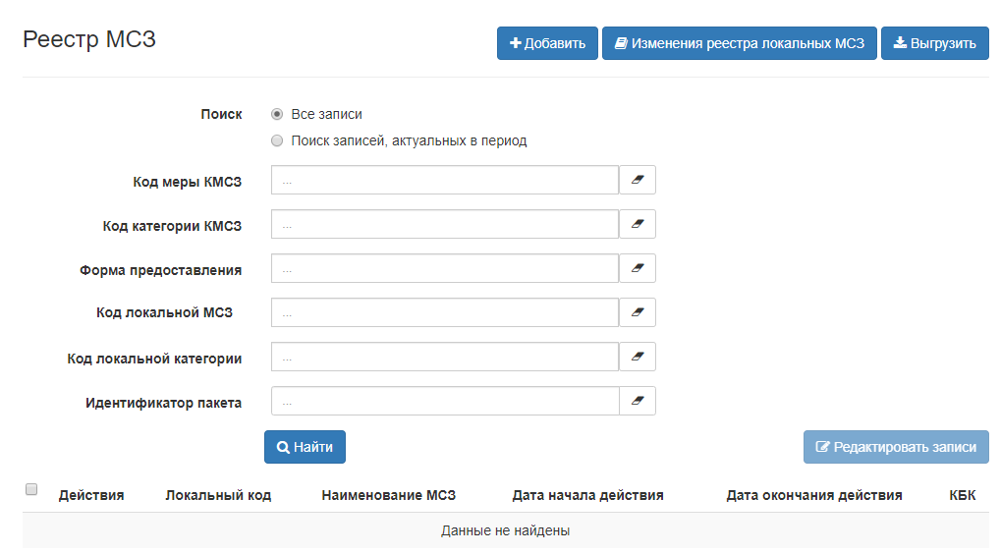 Реестр МСЗ
Добавить
Изменения реестра локальных МСЗ
Выгрузить
Поиск
Все записи
Поиск записей, актуальных в период
Код меры КМСЗ ...
Код категории КМСЗ ...
Форма предоставления ...
Код локальной МСЗ ...
Код локальной категории ...
Идентификатор пакета ...
Найти
Редактировать записи
Действия Локальный код Наименование МСЗ Дата начала действия Дата окончания действия КБК
Данные не найдены